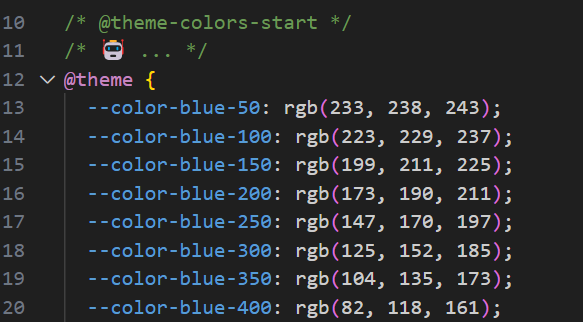 10 /* @theme-colors-start */
11 /* 🤖 ... */
12 @theme {
13 --color-blue-50: rgb(233, 238, 243);
14 --color-blue-100: rgb(223, 229, 237);
15 --color-blue-150: rgb(199, 211, 225);
16 --color-blue-200: rgb(173, 190, 211);
17 --color-blue-250: rgb(147, 170, 197);
18 --color-blue-300: rgb(125, 152, 185);
19 --color-blue-350: rgb(104, 135, 173);
20 --color-blue-400: rgb(82, 118, 161);